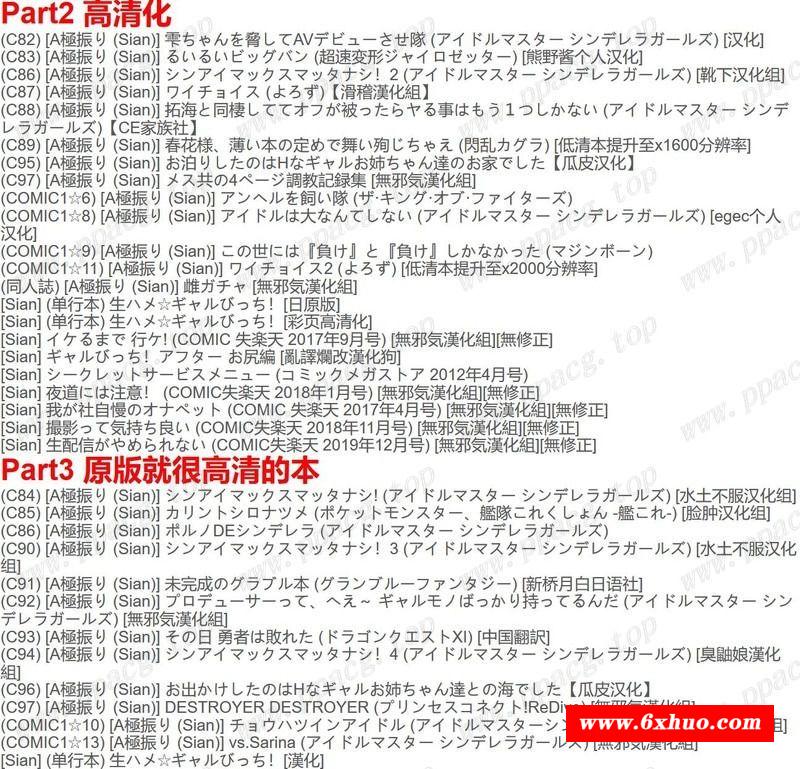 Part2 高清化
(C82) [A極振り (Sian)] 雫ちゃんを脅してAVデビューさせ隊 (アイドルマスター シンデレラガールズ) [汉化]
(C83) [A極振り (Sian)] るいるいビッグバン (超速変形ジャイロゼッター) [熊野酱个人汉化]
(C86) [A極振り (Sian)] シンアイマックスマッタナシ！2 (アイドルマスター シンデレラガールズ) [靴下汉化组]
(C87) [A極振り (Sian)] ワイチョイス (よろず)【滑稽漢化組】
(C88) [A極振り (Sian)] 拓海と同棲しててオフが被ったらヤる事はもう１つしかない (アイドルマスター シンデ
レラガールズ)【CE家族社】
(C89) [A極振り (Sian)] 春花様、薄い本の定めで舞い殉じちゃえ (閃乱カグラ) [低清本提升至x1600分辨率]
(C95) [A極振り (Sian)] お泊りしたのはHなギャルお姉ちゃん達のお家でした【瓜皮汉化】
(C97) [A極振り (Sian)] メス共の4ページ調教記録集 [無邪気漢化組]
(COMIC1☆6) [A極振り (Sian)] アンヘルを飼い隊 (ザ·キング·オブ·ファイターズ)
(COMIC1☆8) [A極振り (Sian)] アイドルは大なんてしない (アイドルマスター シンデレラガールズ) [egec个人
汉化]
(COMIC1☆9) [A極振り (Sian)] この世には『負け』と『負け』しかなかった (マジンボーン)
(COMIC1☆11) [A極振り (Sian)] ワイチョイス2 (よろず) [低清本提升至x2000分辨率]
(同人誌) [A極振り (Sian)] 雌ガチャ [無邪気漢化組]
[Sian] (単行本) 生ハメ☆ギャルびっち！[日原版]
[Sian] (单行本) 生ハメ☆ギャルびっち！[彩页高清化]
[Sian] イケるまで 行ケ! (COMIC 失楽天 2017年9月号) [無邪気漢化組][無修正]
[Sian] ギャルびっち！アフター お尻編 [亂譯爛改漢化狗]
[Sian] シークレットサービスメニュー (コミックメガストア 2012年4月号)
[Sian] 夜道には注意！ (COMIC失楽天 2018年1月号) [無邪気漢化組][無修正]
[Sian] 我が社自慢のオナペット (COMIC 失楽天 2017年4月号) [無邪気漢化組][無修正]
[Sian] 撮影って気持ち良い (COMIC失楽天 2018年11月号) [無邪気漢化組][無修正]
[Sian] 生配信がやめられない (COMIC失楽天 2019年12月号) [無邪気漢化組][無修正]
Part3 原版就很高清的本
(C84) [A極振り (Sian)] シンアイマックスマッタナシ! (アイドルマスター シンデレラガールズ) [水土不服汉化组]
(C85) [A極振り (Sian)] カリントシロナツメ (ポケットモンスター、艦隊これくしょん -艦これ-) [脸肿汉化组]
(C86) [A極振り (Sian)] ポルノDEシンデレラ (アイドルマスター シンデレラガールズ)
(C90) [A極振り (Sian)] シンアイマックスマッタナシ！3 (アイドルマスター シンデレラガールズ) [水土不服汉化
组]
(C91) [A極振り (Sian)] 未完成のグラブル本 (グランブルーファンタジー) [新桥月白日语社]
(C92) [A極振り (Sian)] プロデューサーって、へえ～ ギャルモノばっかり持ってるんだ (アイドルマスター シン
デレラガールズ) [無邪気漢化組]
(C93) [A極振り (Sian)] その日 勇者は敗れた (ドラゴンクエストXI) [中国翻訳]
(C94) [A極振り (Sian)] シンアイマックスマッタナシ！4 (アイドルマスター シンデレラガールズ) [臭鼬娘漢化
組]
(C96) [A極振り (Sian)] お出かけしたのはHなギャルお姉ちゃん達との海でした【瓜皮汉化】
(C97) [A極振り (Sian)] DESTROYER DESTROYER (プリンセスコネクト!ReDive) [無邪気漢化組]
(COMIC1☆10) [A極振り (Sian)] チョウハツインアイドル (アイドルマスターシン 组]
(COMIC1☆13) [A極振り (Sian)] vs.Sarina (アイドルマスター シンデレラガールズ) [無邪気漢化組]
[Sian] (单行本) 生ハメ☆ギャルびっち！[漢化]
www.6xhuo.com
www.ppacg.top